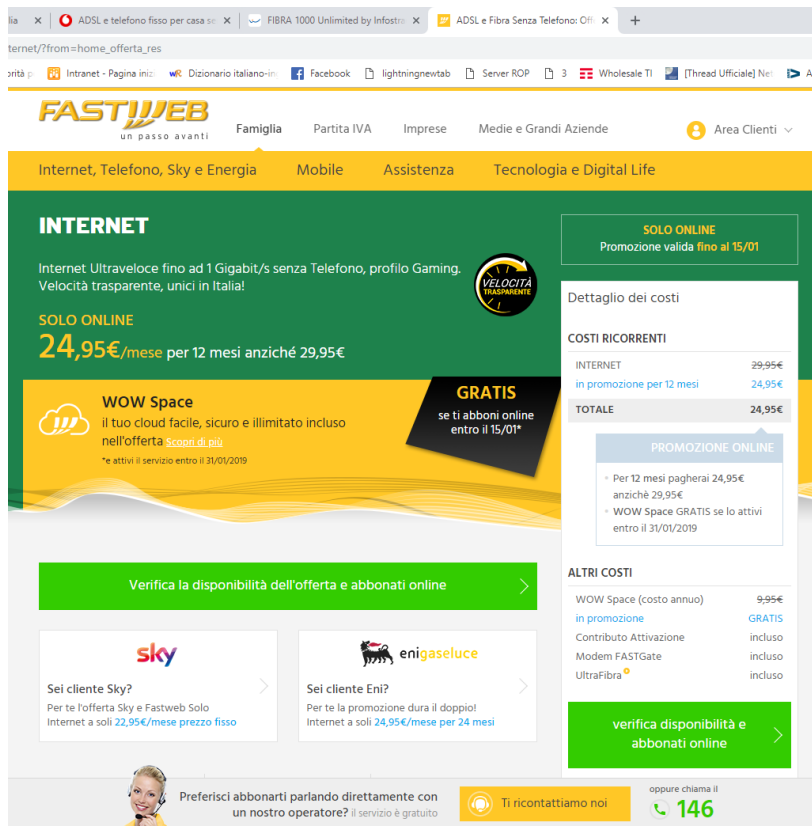 lia
ADSL e telefono fisso per casa se
FIBRA 1000 Unlimited by Infostra
ADSL e Fibra Senza Telefono: Off
ternet/?from=home_offerta_res
orità p
Intranet - Pagina iniz
wR Dizionario italiano-in
Facebook
lightningnewtab
Server ROP
3
Wholesale TI
[Thread Ufficiale] Net
A
FASTWEB
un passo avanti
Famiglia
Partita IVA
Imprese
Medie e Grandi Aziende
Area Clienti
Internet, Telefono, Sky e Energia
Mobile
Assistenza
Tecnologia e Digital Life
INTERNET
Internet Ultraveloce fino ad 1 Gigabit/s senza Telefono, profilo Gaming.
Velocità trasparente, unici in Italia!
VELOCITÀ
TRASPARENTE
SOLO ONLINE
24,95€/mese per 12 mesi anziché 29,95€
WOW Space
il tuo cloud facile, sicuro e illimitato incluso
nell'offerta Scopri di più
*e attivi il servizio entro il 31/01/2019
GRATIS
se ti abboni online
entro il 15/01*
SOLO ONLINE
Promozione valida fino al 15/01
Dettaglio dei costi
COSTI RICORRENTI
INTERNET 29,95€
in promozione per 12 mesi 24,95€
TOTALE 24,95€
PROMOZIONE ONLINE
Per 12 mesi pagherai 24,95€
anzichè 29,95€
WOW Space GRATIS se lo attivi
entro il 31/01/2019
ALTRI COSTI
WOW Space (costo annuo) 9,95€
in promozione GRATIS
Contributo Attivazione incluso
Modem FASTGate incluso
UltraFibra incluso
verifica disponibilità e
abbonati online
Verifica la disponibilità dell'offerta e abbonati online
sky
Sei cliente Sky?
Per te l'offerta Sky e Fastweb Solo
Internet a soli 22,95€/mese prezzo fisso
enigaseluce
Sei cliente Eni?
Per te la promozione dura il doppio!
Internet a soli 24,95€/mese per 24 mesi
Preferisci abbonarti parlando direttamente con
un nostro operatore? il servizio è gratuito
Ti ricontattiamo noi
oppure chiama il
146